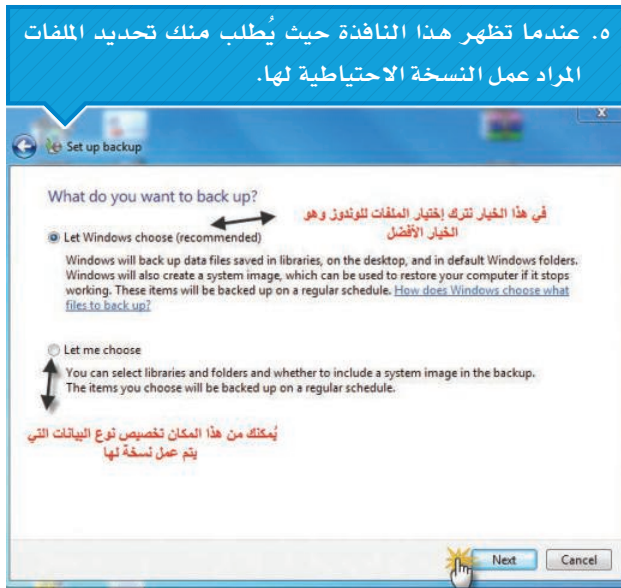 ٥. عندما تظهر هذا النافذة حيث يُطلب منك تحديد الملفات
المراد عمل النسخة الاحتياطية لها.
X
Set up backup
What do you want to back up?
في هذا الخيار نترك إختيار الملفات للوندوز وهو
الخيار الأفضل
Let Windows choose (recommended)
Windows will back up data files saved in libraries, on the desktop, and in default Windows folders.
Windows will also create a system image, which can be used to restore your computer if it stops
working. These items will be backed up on a regular schedule. How does Windows choose what
files to back up?
Let me choose
You can select libraries and folders and whether to include a system image in the backup.
The items you choose will be backed up on a regular schedule.
يُمكنك من هذا المكان تخصيص نوع البيانات التي
يتم عمل نسخة لها
Next
Cancel